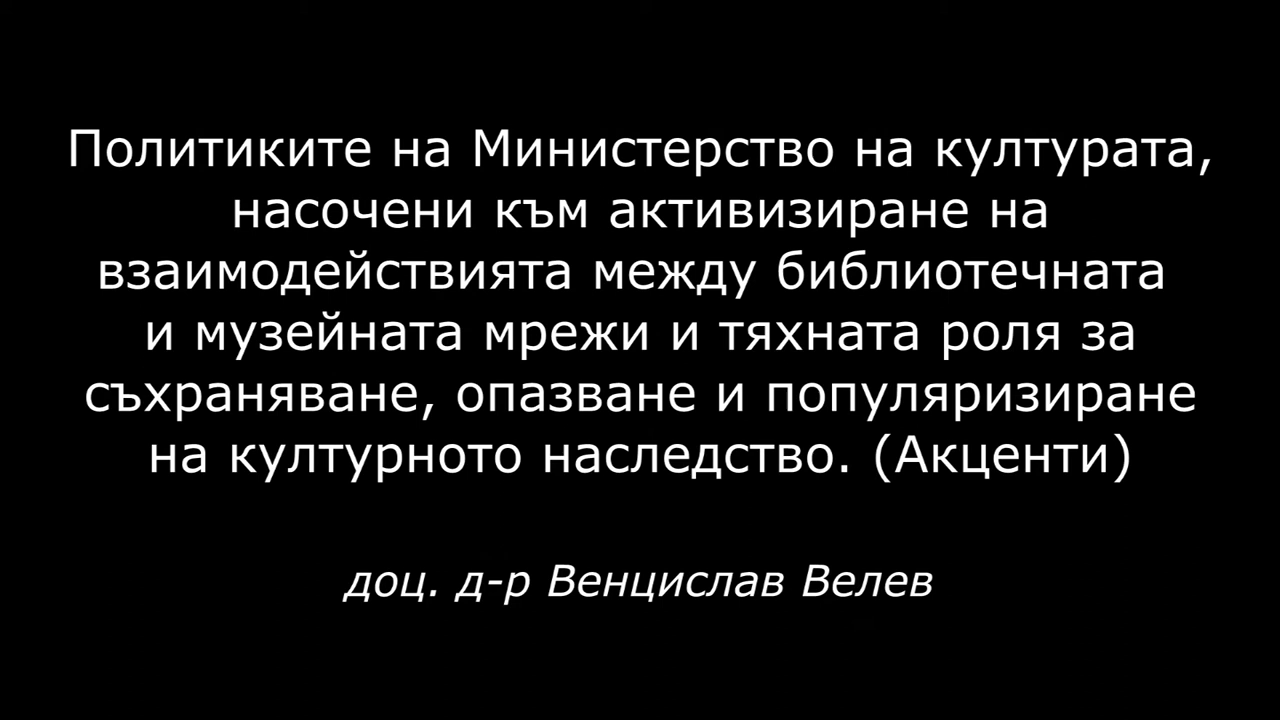 Политиките на Министерство на културата,
насочени към активизиране на
взаимодействията между библиотечната
и музейната мрежи и тяхната роля за
съхраняване, опазване и популяризиране
на културното наследство. (Акценти)
доц. д-р Венцислав Велев